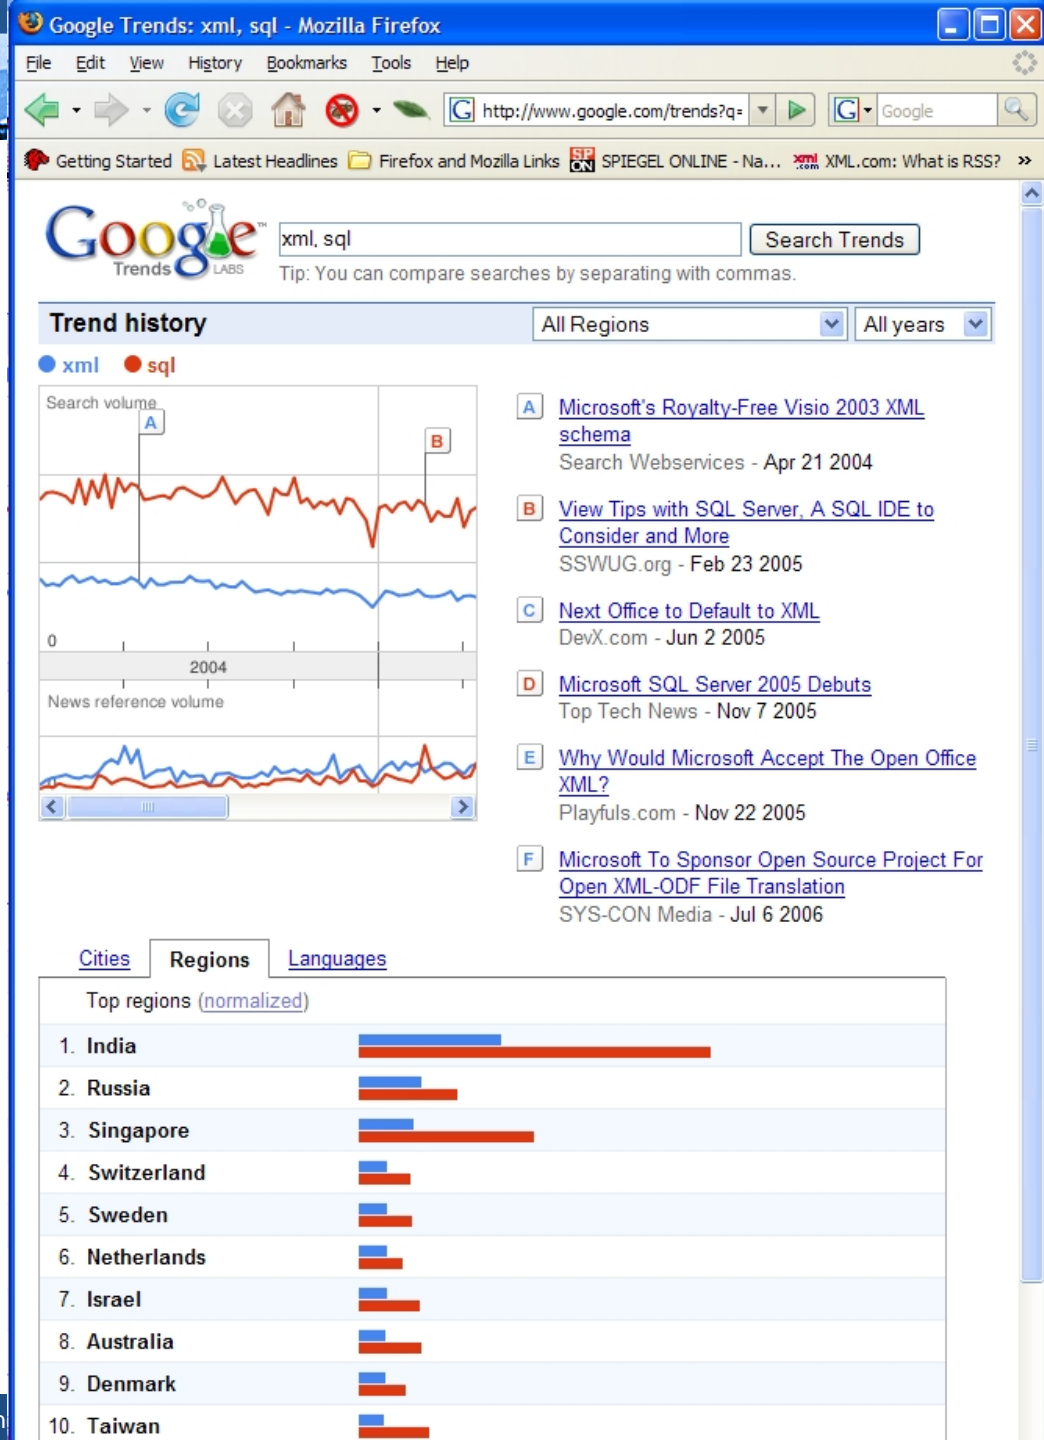 Google Trends: xml, sql - Mozilla Firefox
File Edit View History Bookmarks Tools Help
http://www.google.com/trends?q= Google
Getting Started Latest Headlines Firefox and Mozilla Links SPIEGEL ONLINE - Na... XML.com: What is RSS? »
Google™ Trends LABS
xml, sql
Search Trends
Tip: You can compare searches by separating with commas.
Trend history All Regions All years
xml sql
Search volume
A
B
0
2004
News reference volume
0
A Microsoft's Royalty-Free Visio 2003 XML
schema
Search Webservices - Apr 21 2004
B View Tips with SQL Server, A SQL IDE to
Consider and More
SSWUG.org - Feb 23 2005
C Next Office to Default to XML
DevX.com - Jun 2 2005
D Microsoft SQL Server 2005 Debuts
Top Tech News - Nov 7 2005
E Why Would Microsoft Accept The Open Office
XML?
Playfuls.com - Nov 22 2005
F Microsoft To Sponsor Open Source Project For
Open XML-ODF File Translation
SYS-CON Media - Jul 6 2006
Cities Regions Languages
Top regions (normalized)
1. India
2. Russia
3. Singapore
4. Switzerland
5. Sweden
6. Netherlands
7. Israel
8. Australia
9. Denmark
10. Taiwan